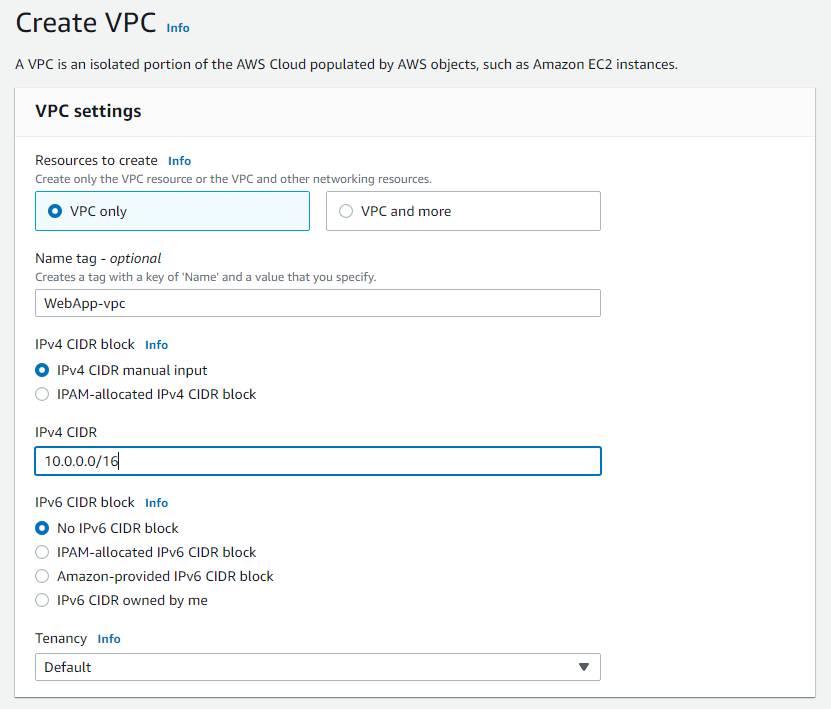 Create VPC Info
A VPC is an isolated portion of the AWS Cloud populated by AWS objects, such as Amazon EC2 instances.
VPC settings
Resources to create Info
Create only the VPC resource or the VPC and other networking resources.
VPC only
VPC and more
Name tag - optional
Creates a tag with a key of 'Name' and a value that you specify.
WebApp-vpc
IPv4 CIDR block Info
IPv4 CIDR manual input
IPAM-allocated IPv4 CIDR block
IPv4 CIDR
10.0.0.0/16
IPv6 CIDR block Info
No IPv6 CIDR block
IPAM-allocated IPv6 CIDR block
Amazon-provided IPv6 CIDR block
IPv6 CIDR owned by me
Tenancy Info
Default